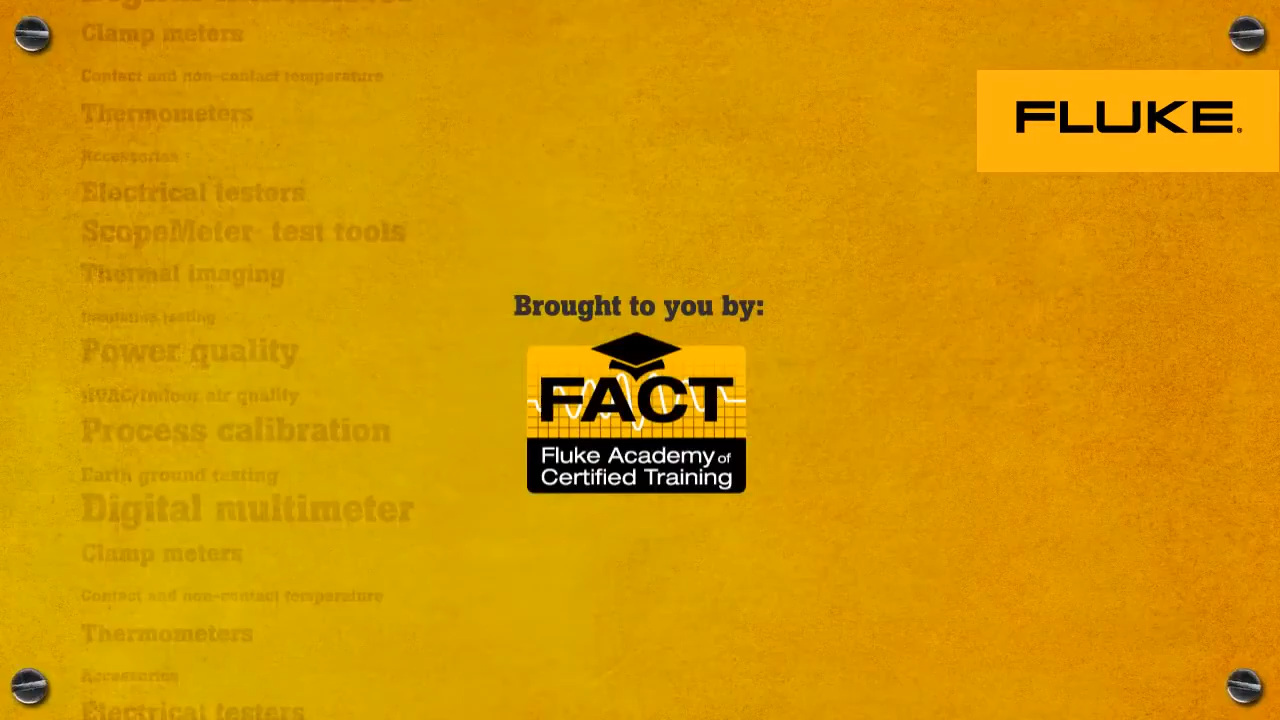 Digital multimeter
Clamp meters
Contact and non-contact temperature
Thermometers
Accessories
Electrical testers
ScopeMeter test tools
Thermal imaging
Insulation testing
Power quality
HVAC/indoor air quality
Process calibration
Earth ground testing
Digital multimeter
Clamp meters
Contact and non-contact temperature
Thermometers
Accessories
Electrical testers
FLUKE®
Brought to you by:
FACT
Fluke Academy of
Certified Training